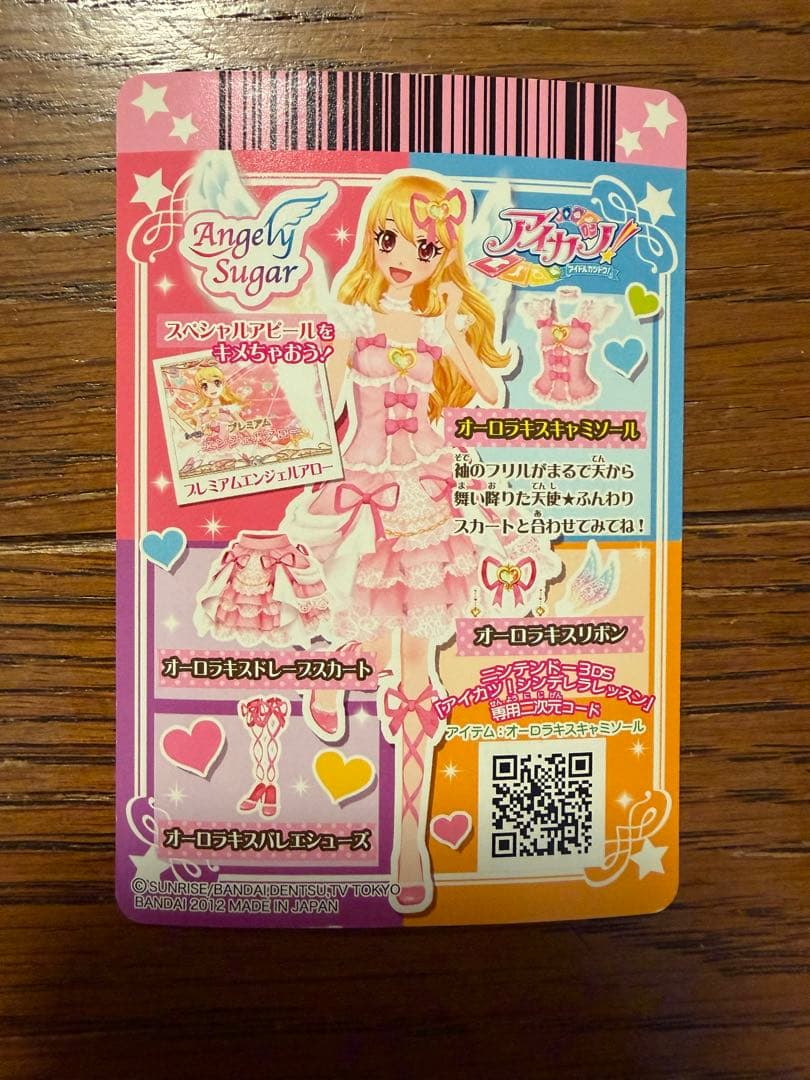 Angely
Sugar
アイカツ!
アイドルカツドウ!
スペシャルアピールを
キメちゃおう!
プレミアム
エンジェルアロー
プレミアムエンジェルアロー
オーロラキスキャミソール
袖のフリルがまるで天から
舞い降りた天使★ふんわり
スカートと合わせてみてね!
オーロラキスリボン
オーロラキスドレープスカート
ニンテンドー3DS
「アイカツ!シンデレラレッスン」
専用二次元コード
アイテム:オーロラキスキャミソール
オーロラキスバレエシューズ
©SUNRISE/BANDAI,DENTSU,TV TOKYO
BANDAI 2012 MADE IN JAPAN